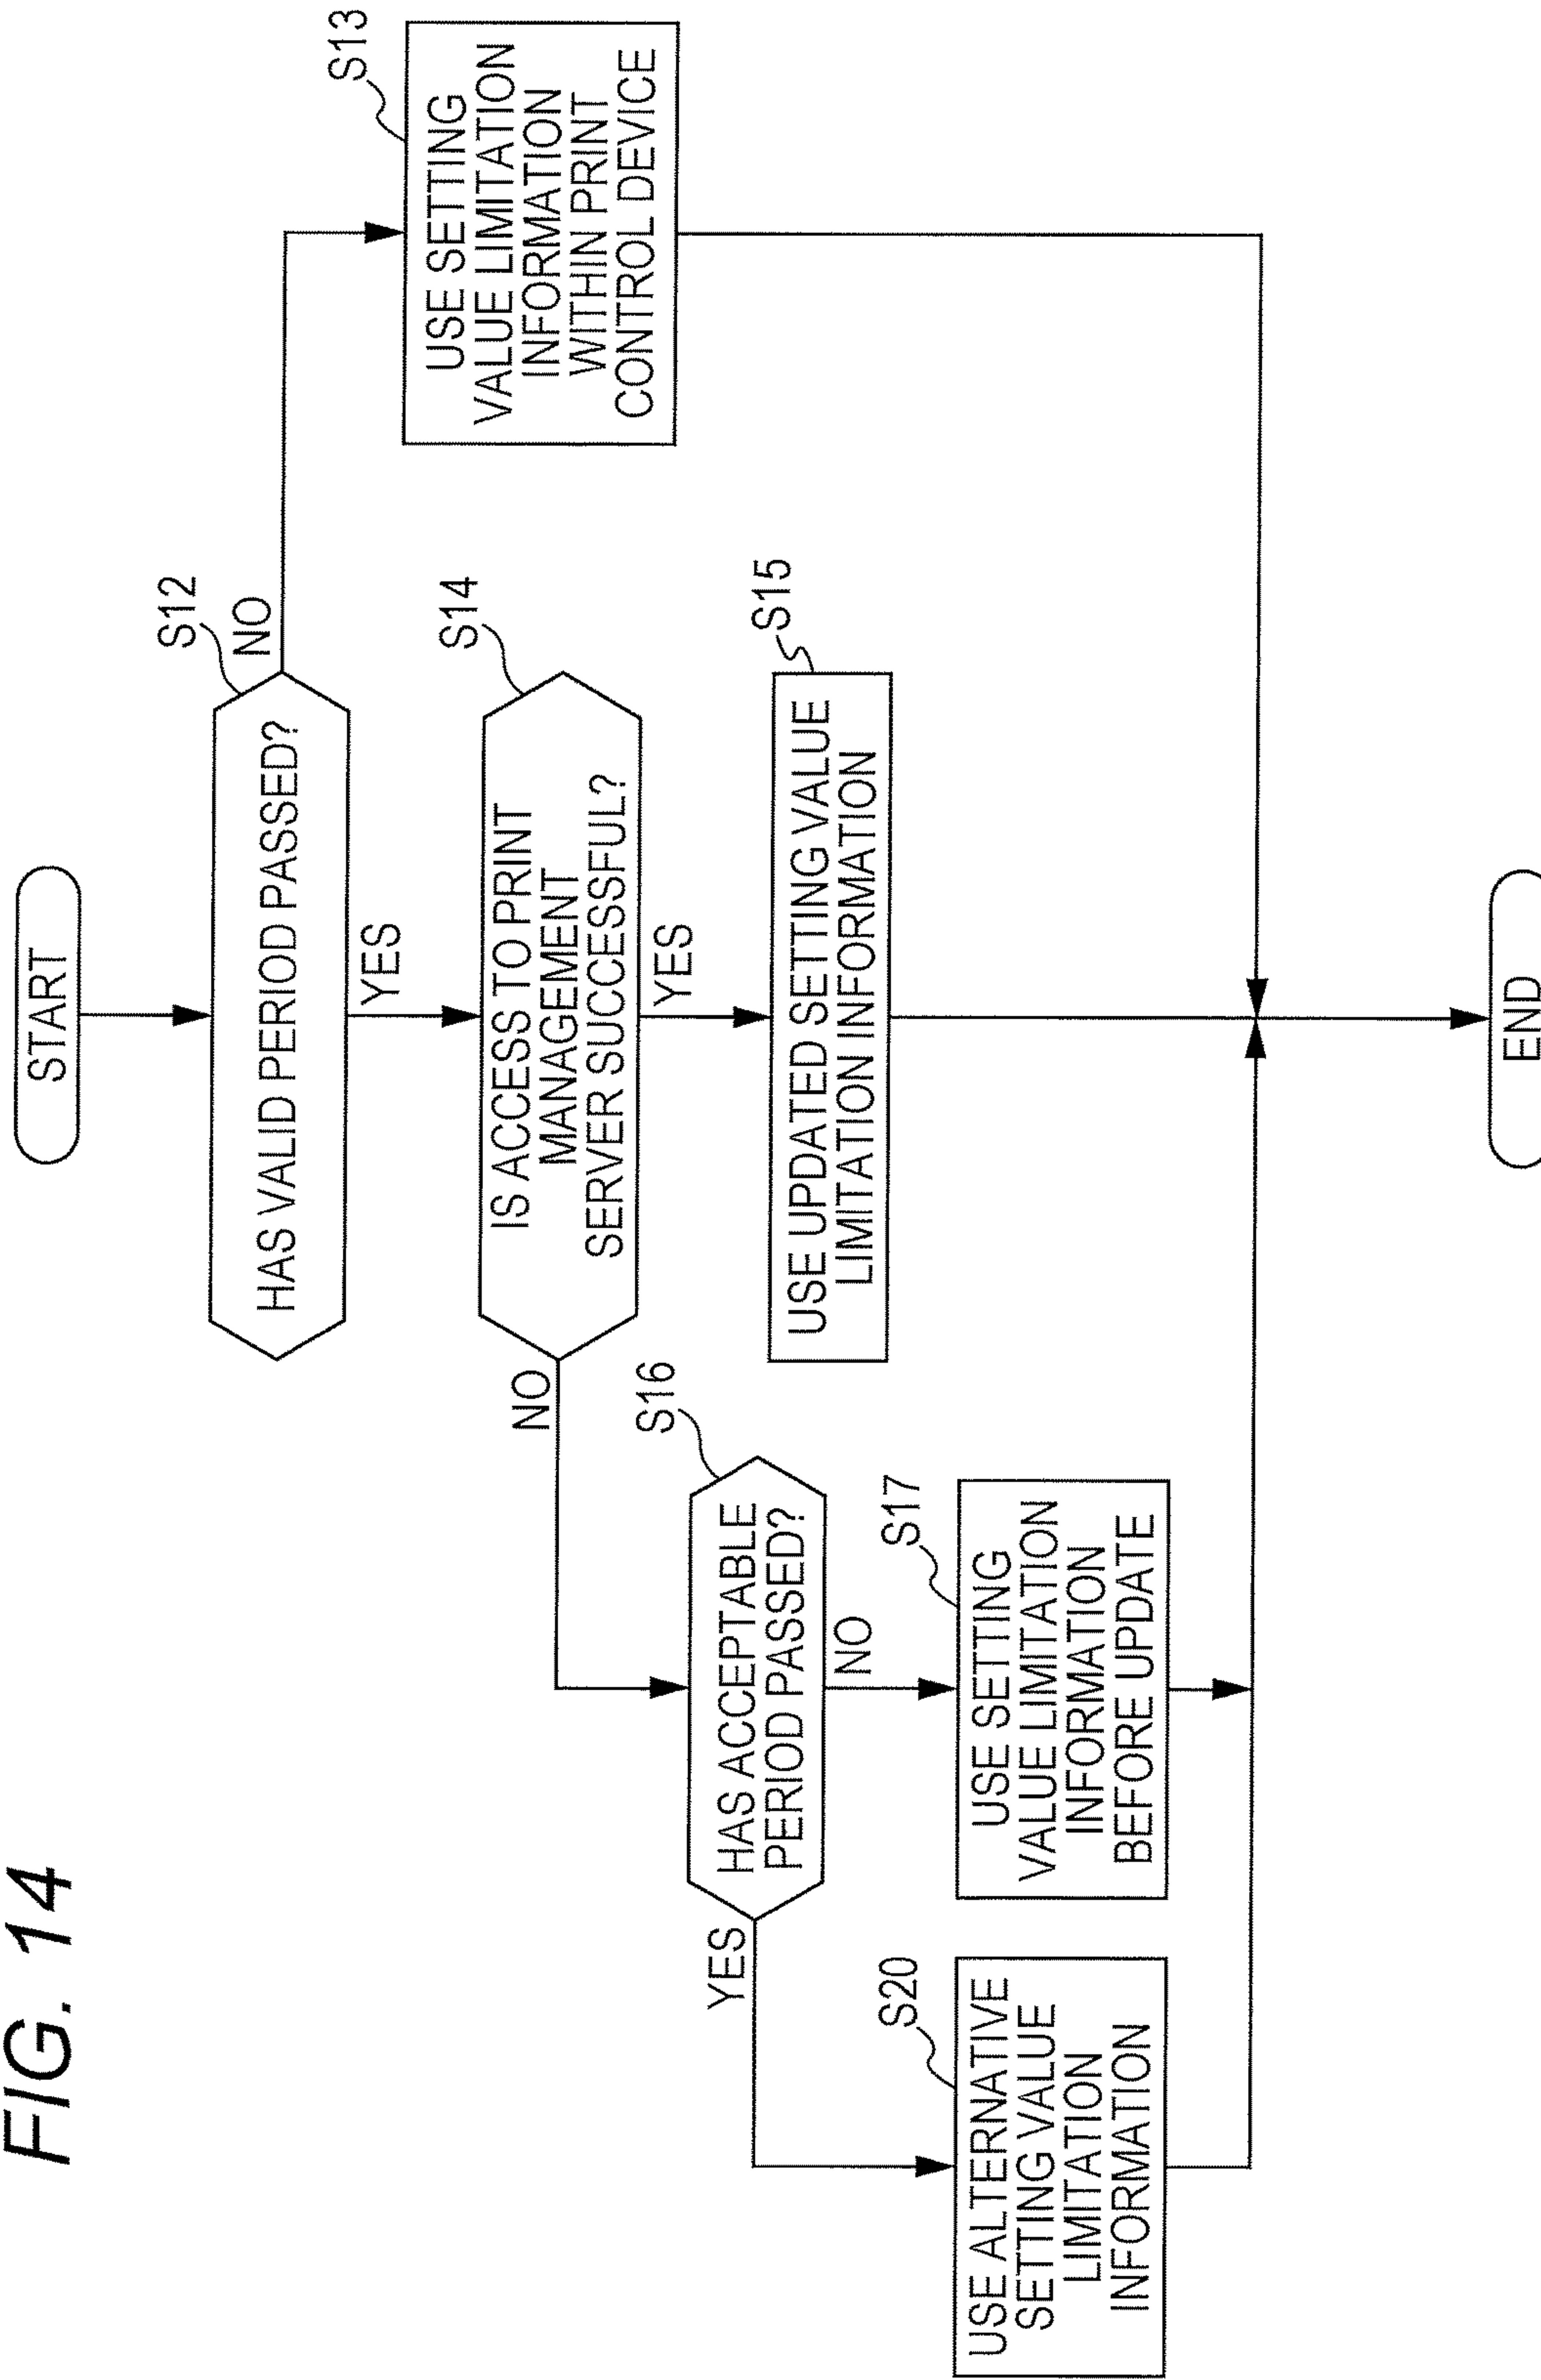 FIG. 14
START
S12
HAS VALID PERIOD PASSED?
NO
YES
S13
USE SETTING
VALUE LIMITATION
INFORMATION
WITHIN PRINT
CONTROL DEVICE
S14
IS ACCESS TO PRINT
MANAGEMENT
SERVER SUCCESSFUL?
NO
YES
S15
USE UPDATED SETTING VALUE
LIMITATION INFORMATION
S16
HAS ACCEPTABLE
PERIOD PASSED?
YES
NO
S17
USE SETTING
VALUE LIMITATION
INFORMATION
BEFORE UPDATE
S20
USE ALTERNATIVE
SETTING VALUE
LIMITATION
INFORMATION
END